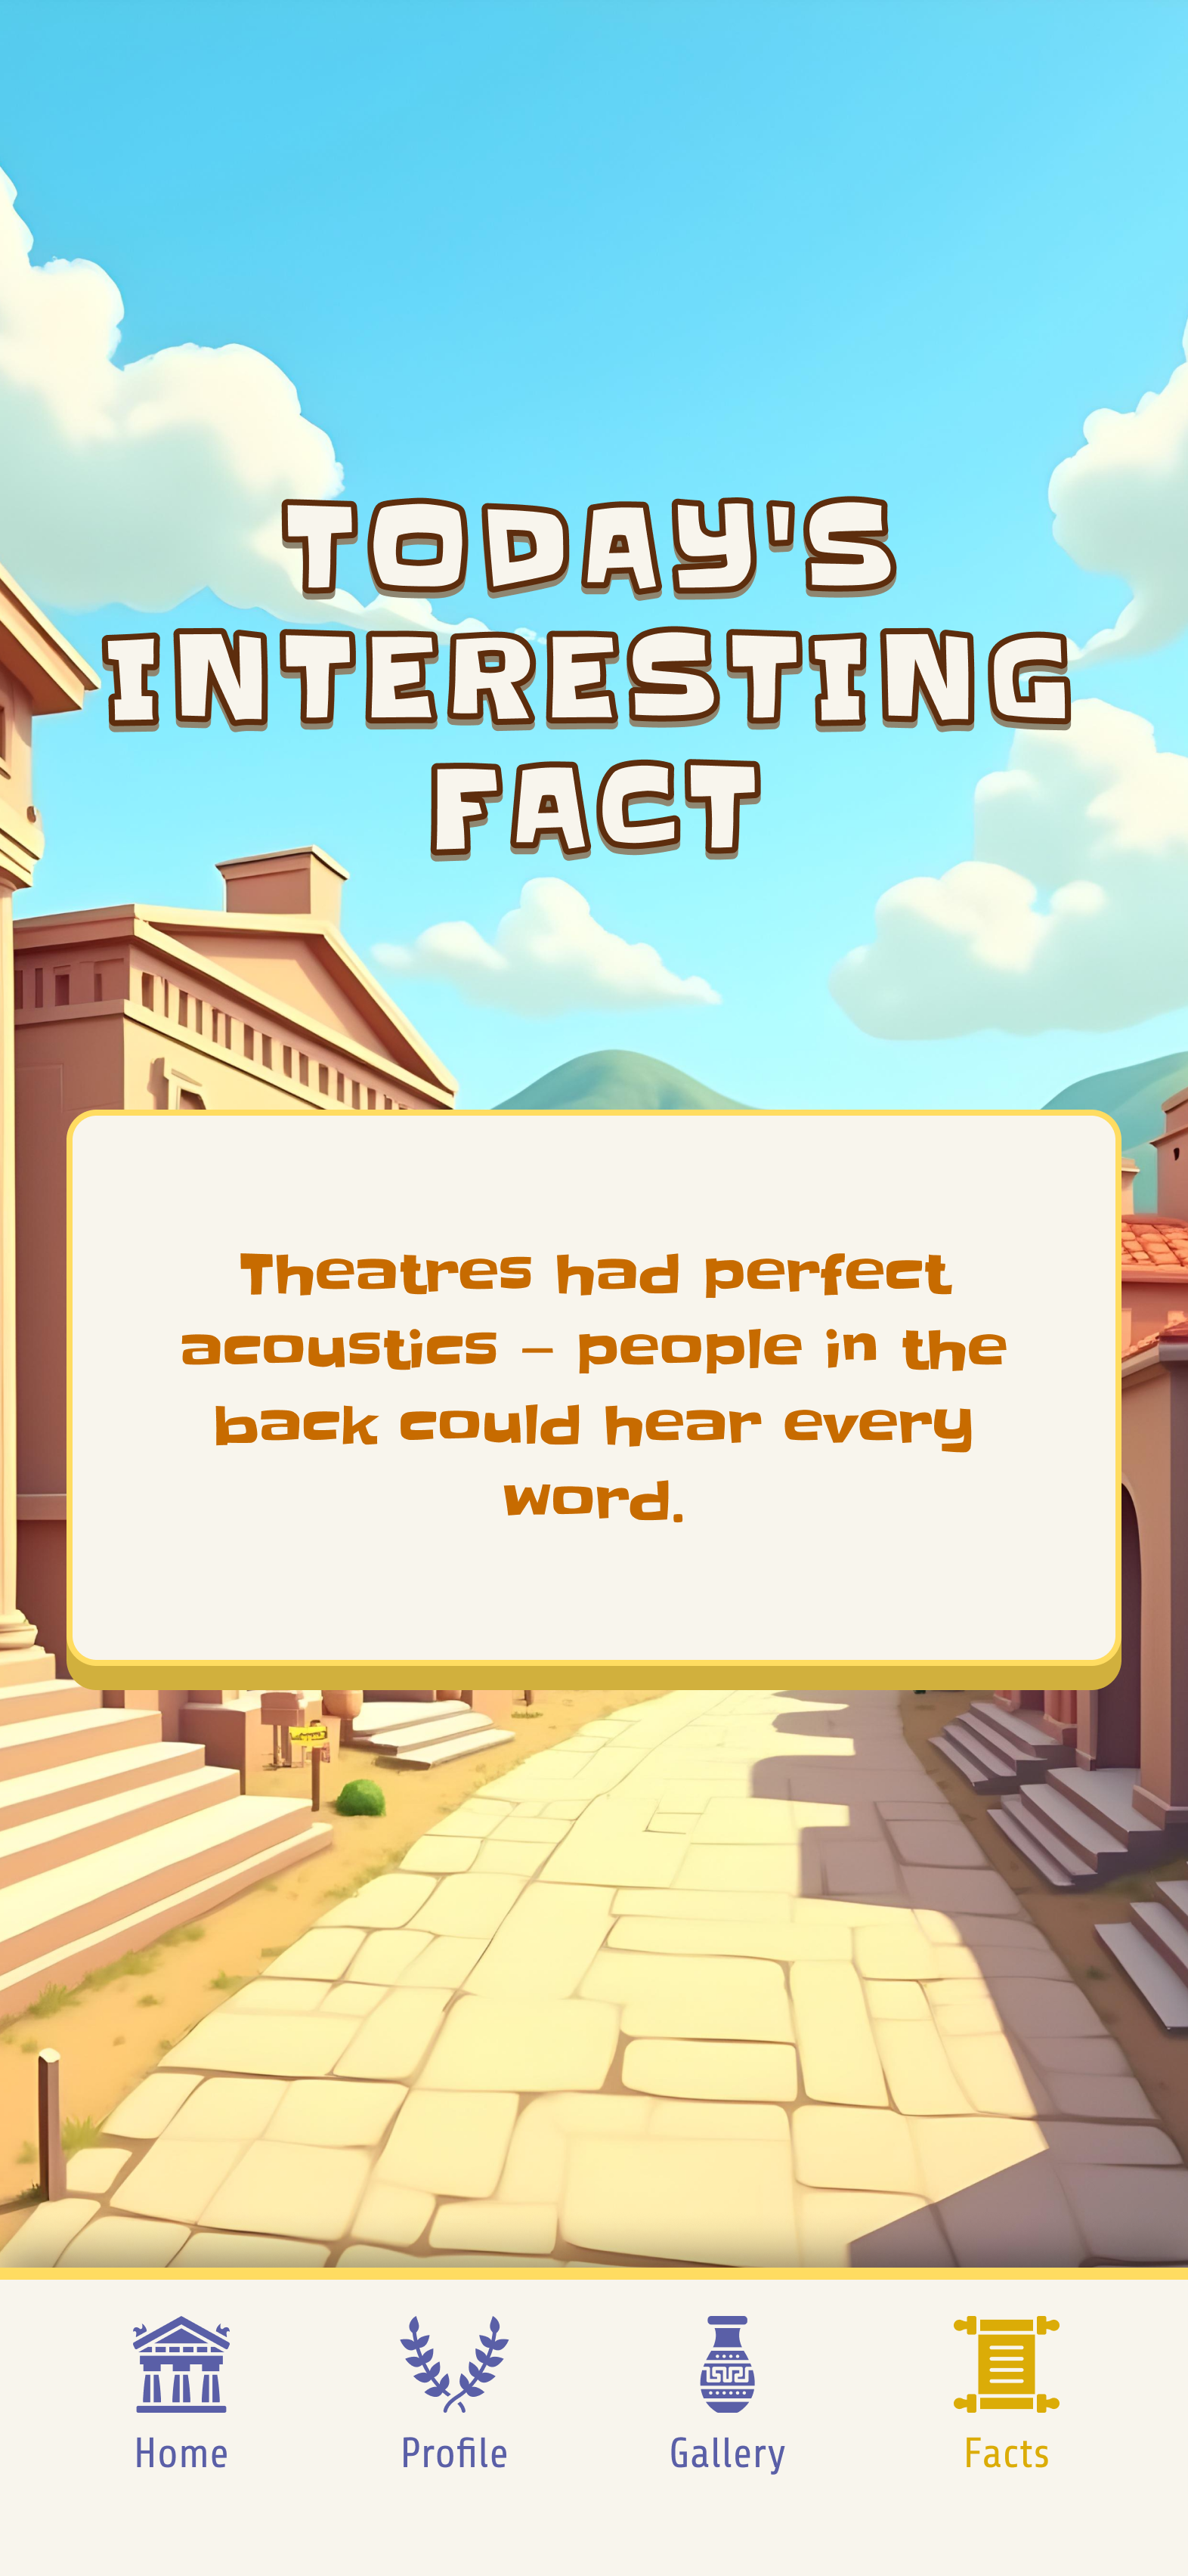 TODAY'S
INTERESTING
FACT
Theatres had perfect
acoustics – people in the
back could hear every
word.
Home
Profile
Gallery
Facts